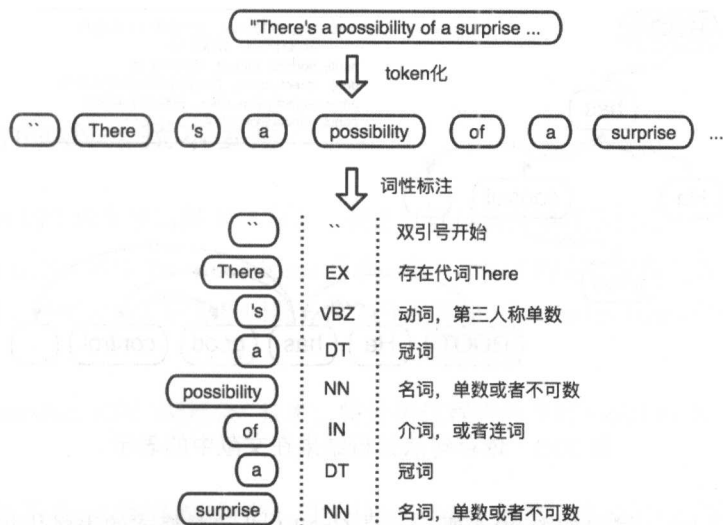 "There's a possibility of a surprise ...
token化
`` There 's a possibility of a surprise ...
词性标注
`` `` 双引号开始
There EX 存在代词There
's VBZ 动词，第三人称单数
a DT 冠词
possibility NN 名词，单数或者不可数
of IN 介词，或者连词
a DT 冠词
surprise NN 名词，单数或者不可数